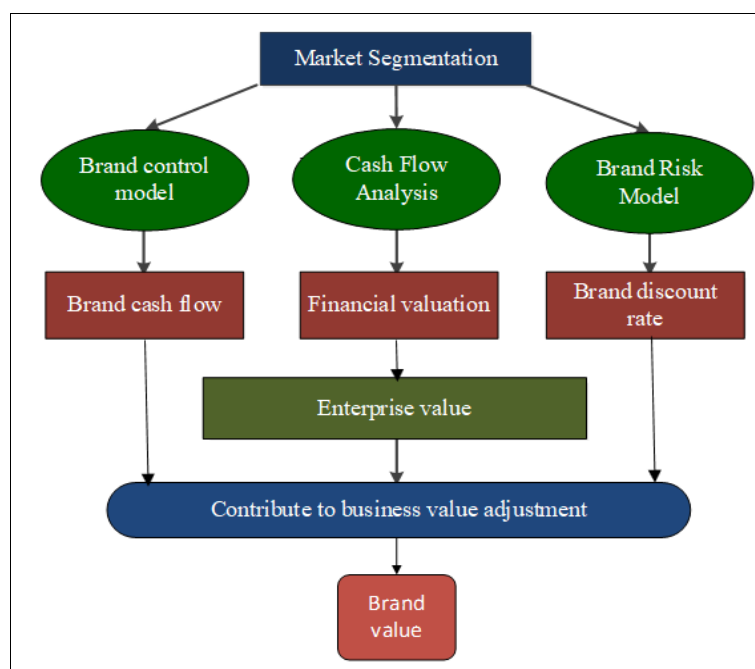 Market Segmentation
Brand control
model
Cash Flow
Analysis
Brand Risk
Model
Brand cash flow
Financial valuation
Brand discount
rate
Enterprise value
Contribute to business value adjustment
Brand
value